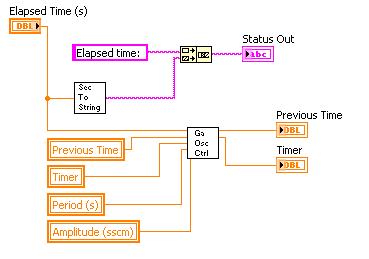 Elapsed Time (s)
DBL
Elapsed time:
Status Out
Abc
Sec
To
String
Previous Time
DBL
Ga
Osc
Ctrl
Previous Time
Timer
DBL
Timer
Period (s)
Amplitude (sscm)